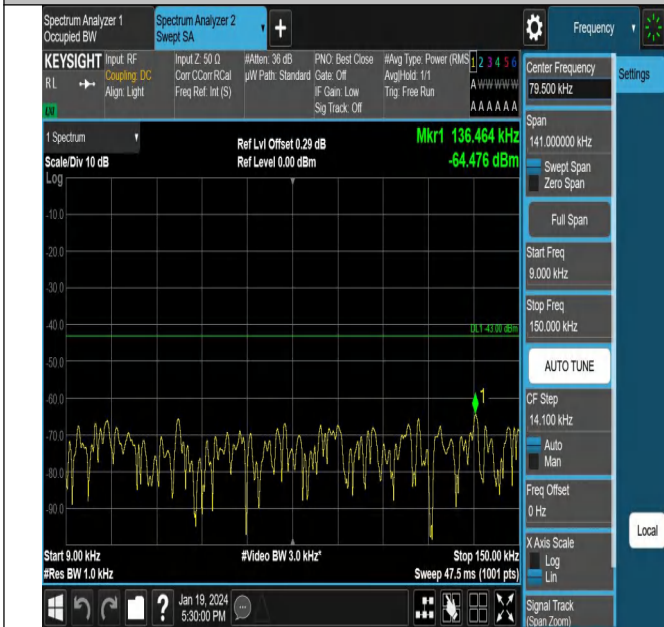 Spectrum Analyzer 1
Occupied BW
Spectrum Analyzer 2
Swept SA
+
Frequency
KEYSIGHT
RL
LXI
Input: RF
Coupling: DC
Align: Light
Input Z: 50 Ω
Corr CCorr RCal
Freq Ref: Int (S)
#Atten: 36 dB
µW Path: Standard
PNO: Best Close
Gate: Off
IF Gain: Low
Sig Track: Off
#Avg Type: Power (RMS
Avg|Hold: 1/1
Trig: Free Run
1 2 3 4 5 6
A W W W W W
A A A A A A
Center Frequency
79.500 kHz
Settings
Span
141.000000 kHz
Swept Span
Zero Span
Full Span
Start Freq
9.000 kHz
Stop Freq
150.000 kHz
AUTO TUNE
CF Step
14.100 kHz
Auto
Man
Freq Offset
0 Hz
X Axis Scale
Log
Lin
Signal Track
(Span Zoom)
Local
1 Spectrum
Scale/Div 10 dB
Log
Ref Lvl Offset 0.29 dB
Ref Level 0.00 dBm
Mkr1 136.464 kHz
-64.476 dBm
-10.0
-20.0
-30.0
-40.0
-50.0
-60.0
-70.0
-80.0
-90.0
DL1 -43.00 dBm
1
Start 9.00 kHz
#Video BW 3.0 kHz*
Stop 150.00 kHz
#Res BW 1.0 kHz
Sweep 47.5 ms (1001 pts)
?
Jan 19, 2024
5:30:00 PM